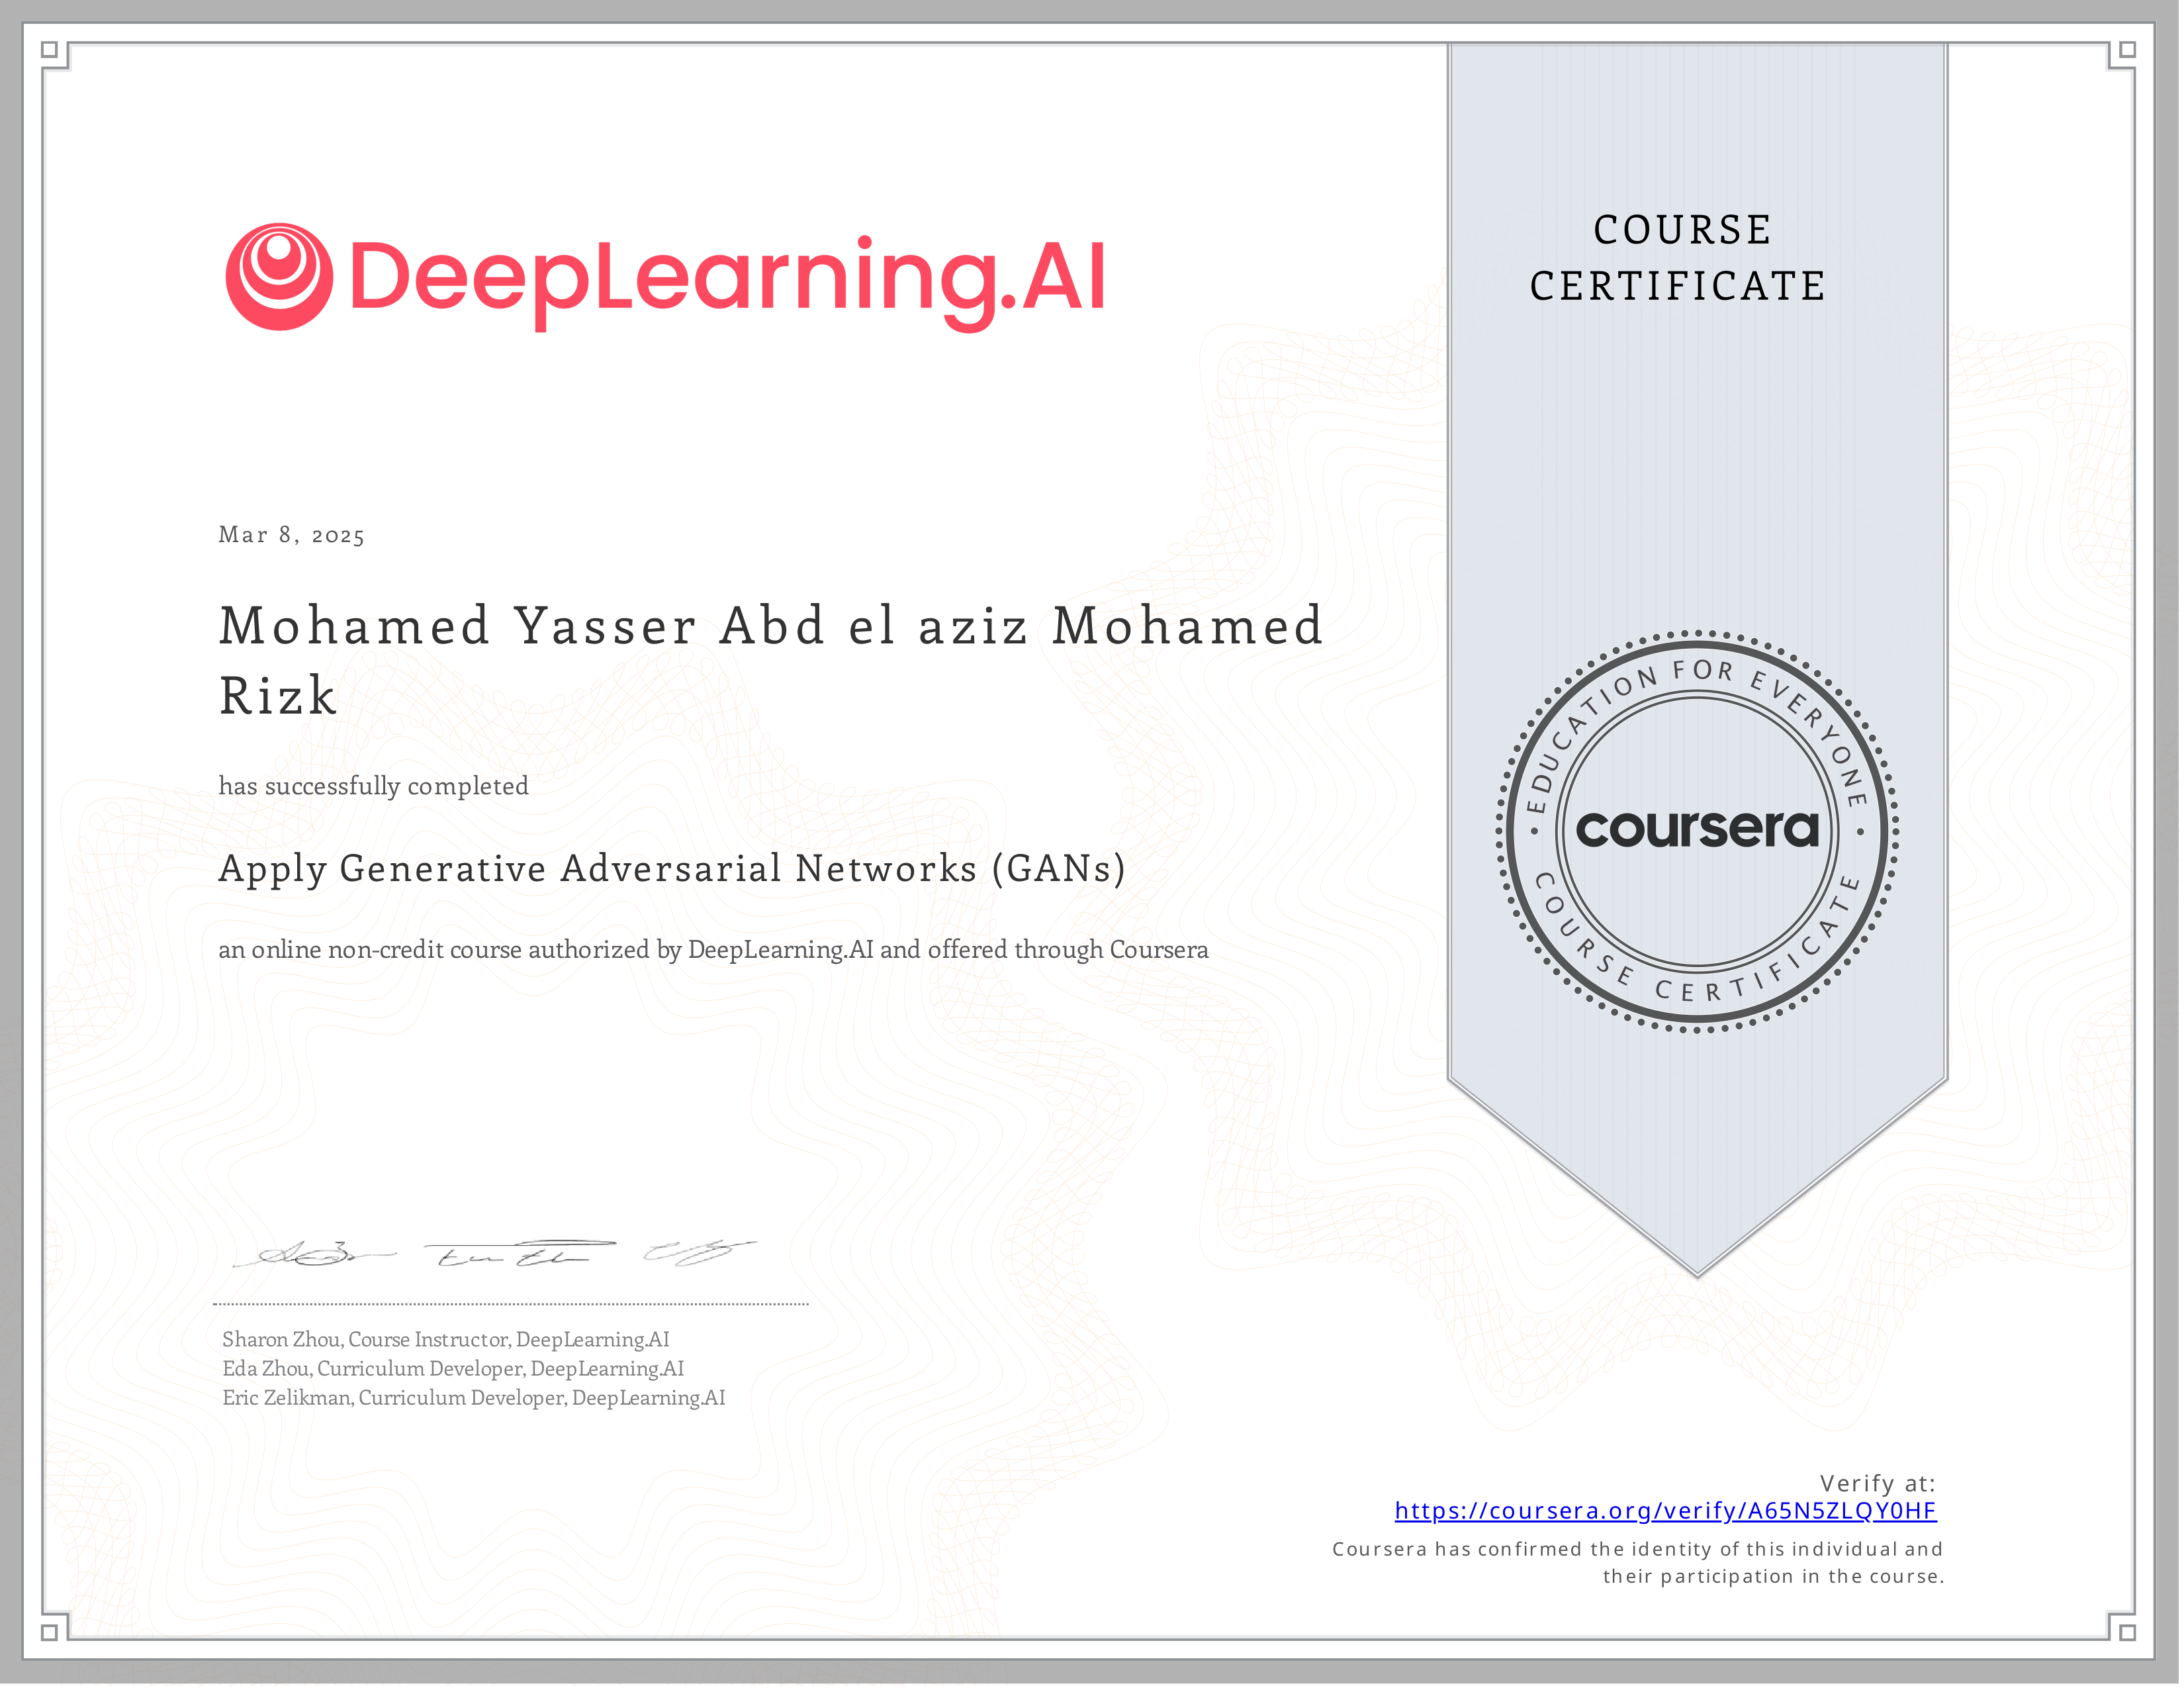 DeepLearning.AI
COURSE
CERTIFICATE
Mar 8, 2025
Mohamed Yasser Abd el aziz Mohamed
Rizk
has successfully completed
Apply Generative Adversarial Networks (GANs)
an online non-credit course authorized by DeepLearning.AI and offered through Coursera
EDUCATION FOR EVERYONE
coursera
COURSE CERTIFICATE
Sharon Zhou, Course Instructor, DeepLearning.AI
Eda Zhou, Curriculum Developer, DeepLearning.AI
Eric Zelikman, Curriculum Developer, DeepLearning.AI
Verify at:
https://coursera.org/verify/A65N5ZLQY0HF
Coursera has confirmed the identity of this individual and
their participation in the course.